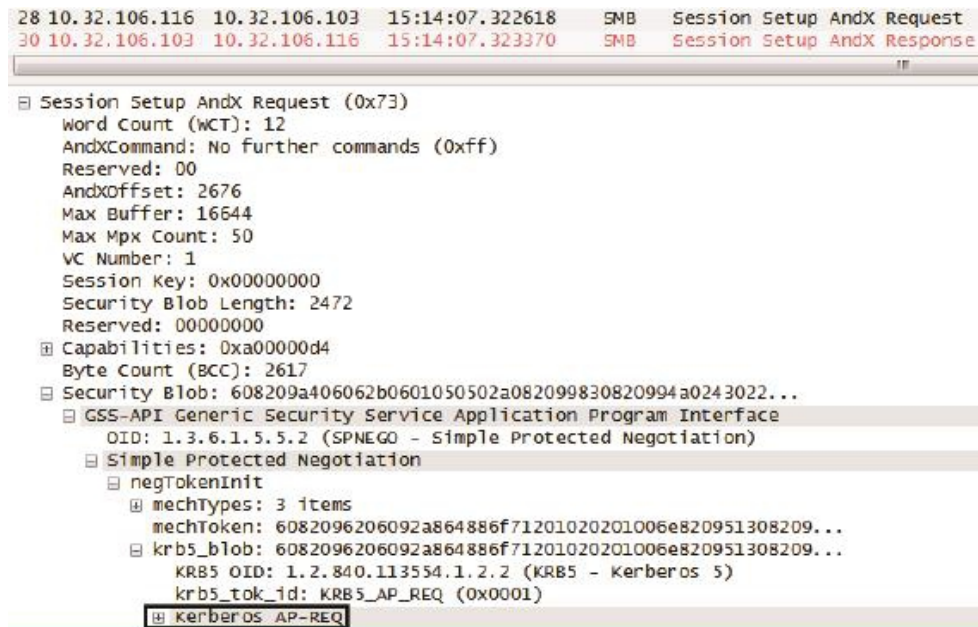 28 10.32.106.116 10.32.106.103 15:14:07.322618 SMB Session Setup AndX Request
30 10.32.106.103 10.32.106.116 15:14:07.323370 SMB Session Setup AndX Response
Session Setup AndX Request (0x73)
Word Count (WCT): 12
AndXCommand: No further commands (0xff)
Reserved: 00
AndXOffset: 2676
Max Buffer: 16644
Max Mpx Count: 50
VC Number: 1
Session Key: 0x00000000
Security Blob Length: 2472
Reserved: 00000000
Capabilities: 0xa00000d4
Byte Count (BCC): 2617
Security Blob: 608209a406062b0601050502a082099830820994a0243022...
GSS-API Generic Security Service Application Program Interface
OID: 1.3.6.1.5.5.2 (SPNEGO - Simple Protected Negotiation)
Simple Protected Negotiation
negTokenInit
mechTypes: 3 items
mechToken: 6082096206092a864886f71201020201006e820951308209...
krb5_blob: 6082096206092a864886f71201020201006e820951308209...
KRB5 OID: 1.2.840.113554.1.2.2 (KRB5 - Kerberos 5)
krb5_tok_id: KRB5_AP_REQ (0x0001)
Kerberos AP-REQ